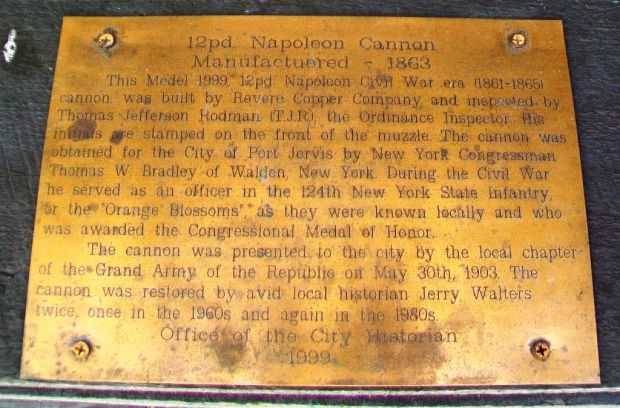 12pd. Napoleon Cannon
Manufactuered - 1863
This Model 1999, 12pd. Napoleon Civil War era (1861-1865)
cannon, was built by Revere Copper Company, and inspected by
Thomas Jefferson Rodman (T.J.R.), the Ordinance Inspector. His
initials are stamped on the front of the muzzle. The cannon was
obtained for the City of Port Jervis by New York Congressman
Thomas W. Bradley of Walden, New York. During the Civil War
he served as an officer in the 124th New York State Infantry,
or the "Orange Blossoms", as they were known locally and who
was awarded the Congressional Medal of Honor.
The cannon was presented to the city by the local chapter
of the Grand Army of the Republic on May 30th, 1903. The
cannon was restored by avid local historian Jerry Walters
twice, once in the 1960s and again in the 1980s.
Office of the City Historian
1999